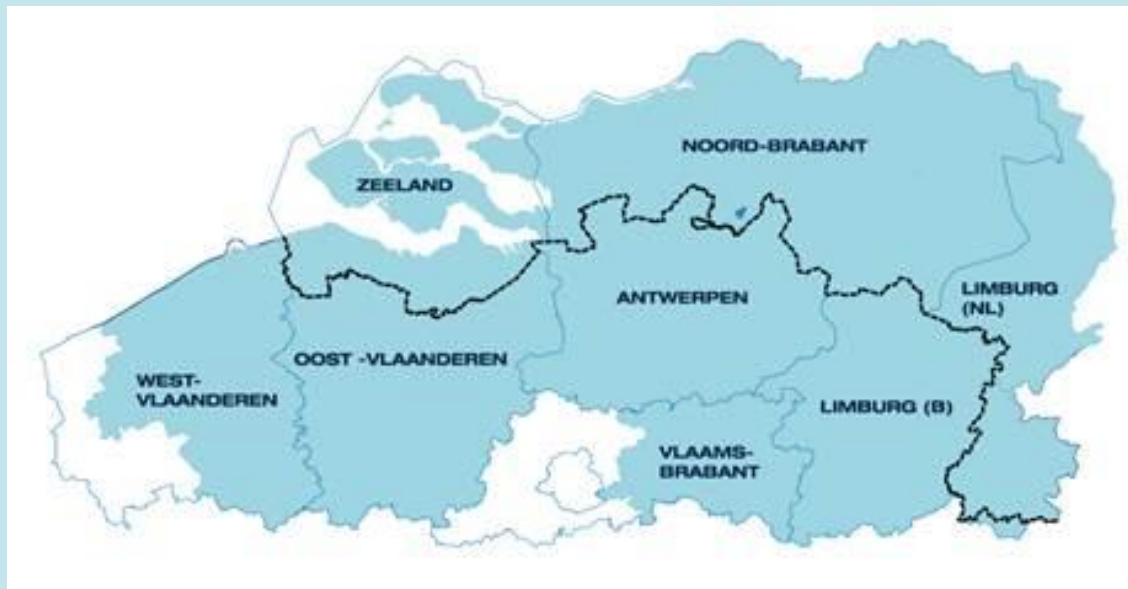 NOORD-BRABANT
ZEELAND
LIMBURG
(NL)
ANTWERPEN
OOST -VLAANDEREN
WEST-
VLAANDEREN
LIMBURG (B)
VLAAMS-
BRABANT